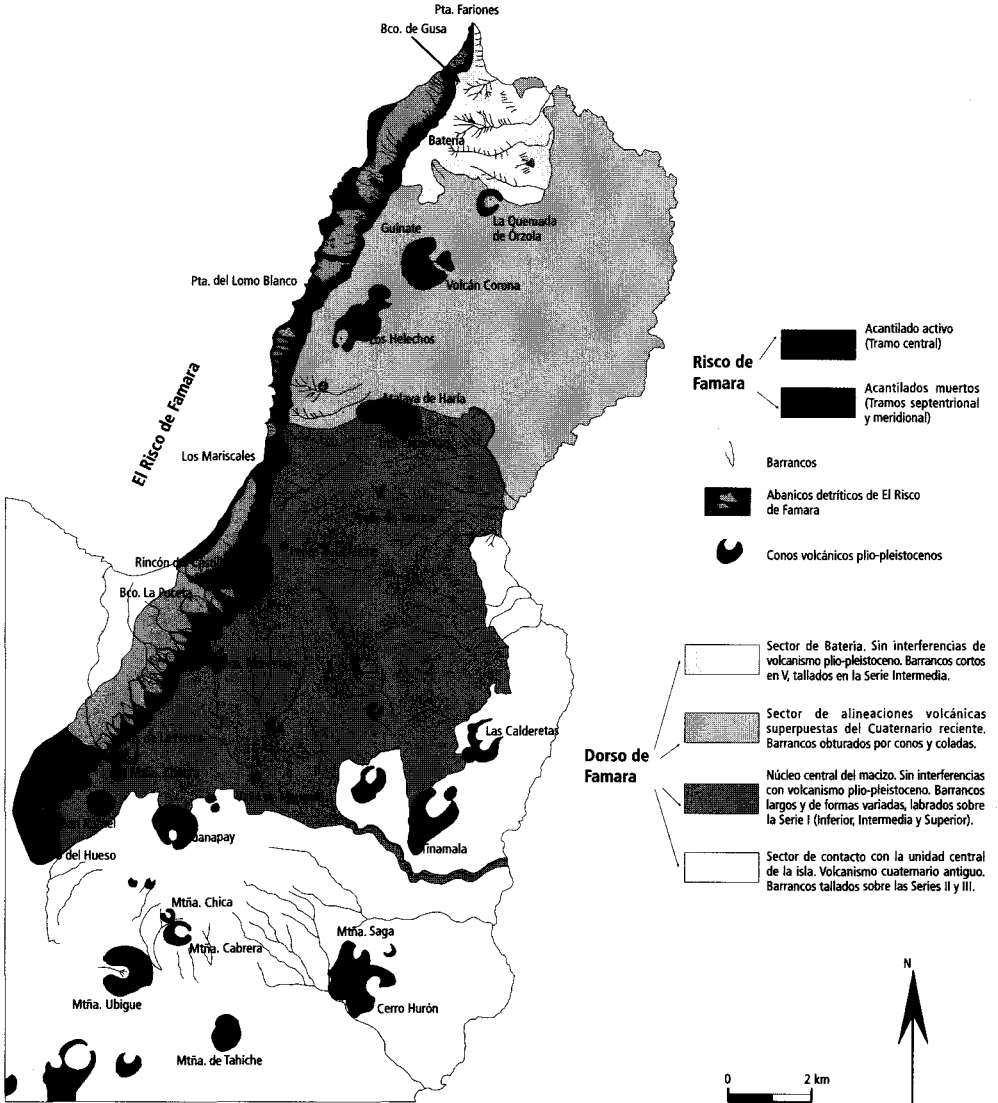 Pta. Fariones
Bco. de Gusa
Batería
La Quemada
de Órzola
Guinate
Volcán Corona
Pta. del Lomo Blanco
Los Helechos
Atalaya de Haría
El Risco de Famara
Los Mariscales
Rincón del
Bco. La Poceta
Las Calderetas
Guanapay
Tinamala
del Hueso
Mtña. Chica
Mtña. Cabrera
Mtña. Saga
Mtña. Ubigue
Cerro Hurón
Mtña. de Tahiche
Risco de
Famara
Acantilado activo
(Tramo central)
Acantilados muertos
(Tramos septentrional
y meridional)
Barrancos
Abanicos detríticos de El Risco
de Famara
Conos volcánicos plio-pleistocenos
Dorso de
Famara
Sector de Bateria. Sin interferencias de
volcanismo plio-pleistoceno. Barrancos cortos
en V, tallados en la Serie Intermedia.
Sector de alineaciones volcánicas
superpuestas del Cuaternario reciente.
Barrancos obturados por conos y coladas.
Núcleo central del macizo. Sin interferencias
con volcanismo plio-pleistoceno. Barrancos
largos y de formas variadas, labrados sobre
la Serie I (Inferior, Intermedia y Superior).
Sector de contacto con la unidad central
de la isla. Volcanismo cuaternario antiguo.
Barrancos tallados sobre las Series II y III.
N
0 2 km